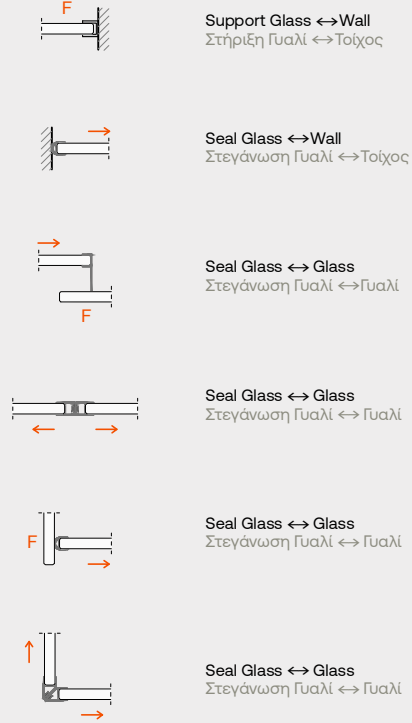 F
Support Glass ↔Wall
Στήριξη Γυαλί ↔Τοίχος
Seal Glass ↔Wall
Στεγάνωση Γυαλί ↔Τοίχος
Seal Glass ↔ Glass
Στεγάνωση Γυαλί ↔Γυαλί
F
Seal Glass ↔ Glass
Στεγάνωση Γυαλί ↔ Γυαλί
F
Seal Glass ↔ Glass
Στεγάνωση Γυαλί ↔ Γυαλί
Seal Glass ↔ Glass
Στεγάνωση Γυαλί ↔ Γυαλί